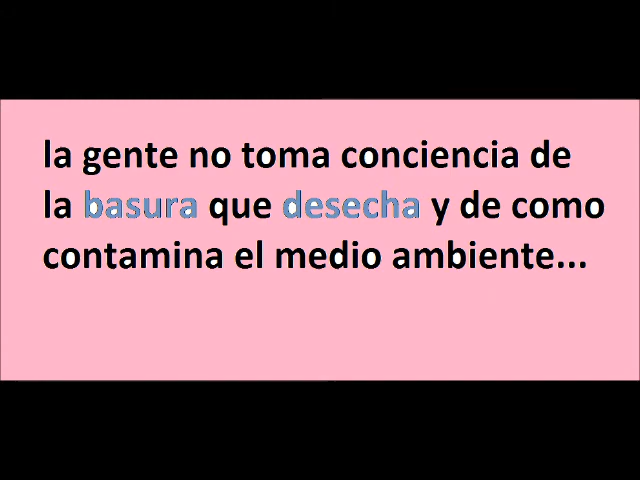 la gente no toma conciencia de
la basura que desecha y de como
contamina el medio ambiente...